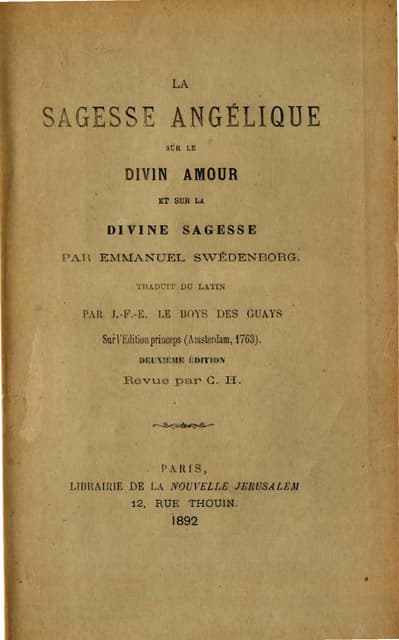 LA
SAGESSE ANGÉLIQUE
SUR LE
DIVIN AMOUR
ET SUR LA
DIVINE SAGESSE
PAR EMMANUEL SWÉDENBORG.
TRADUIT DU LATIN
PAR J.-F.-E. LE BOYS DES GUAYS
Sur l'Edition princeps (Amsterdam, 1763).
DEUXIÈME ÉDITION
Revue par C. H.
PARIS,
LIBRAIRIE DE LA NOUVELLE JERUSALEM
12, RUE THOUIN.
1892